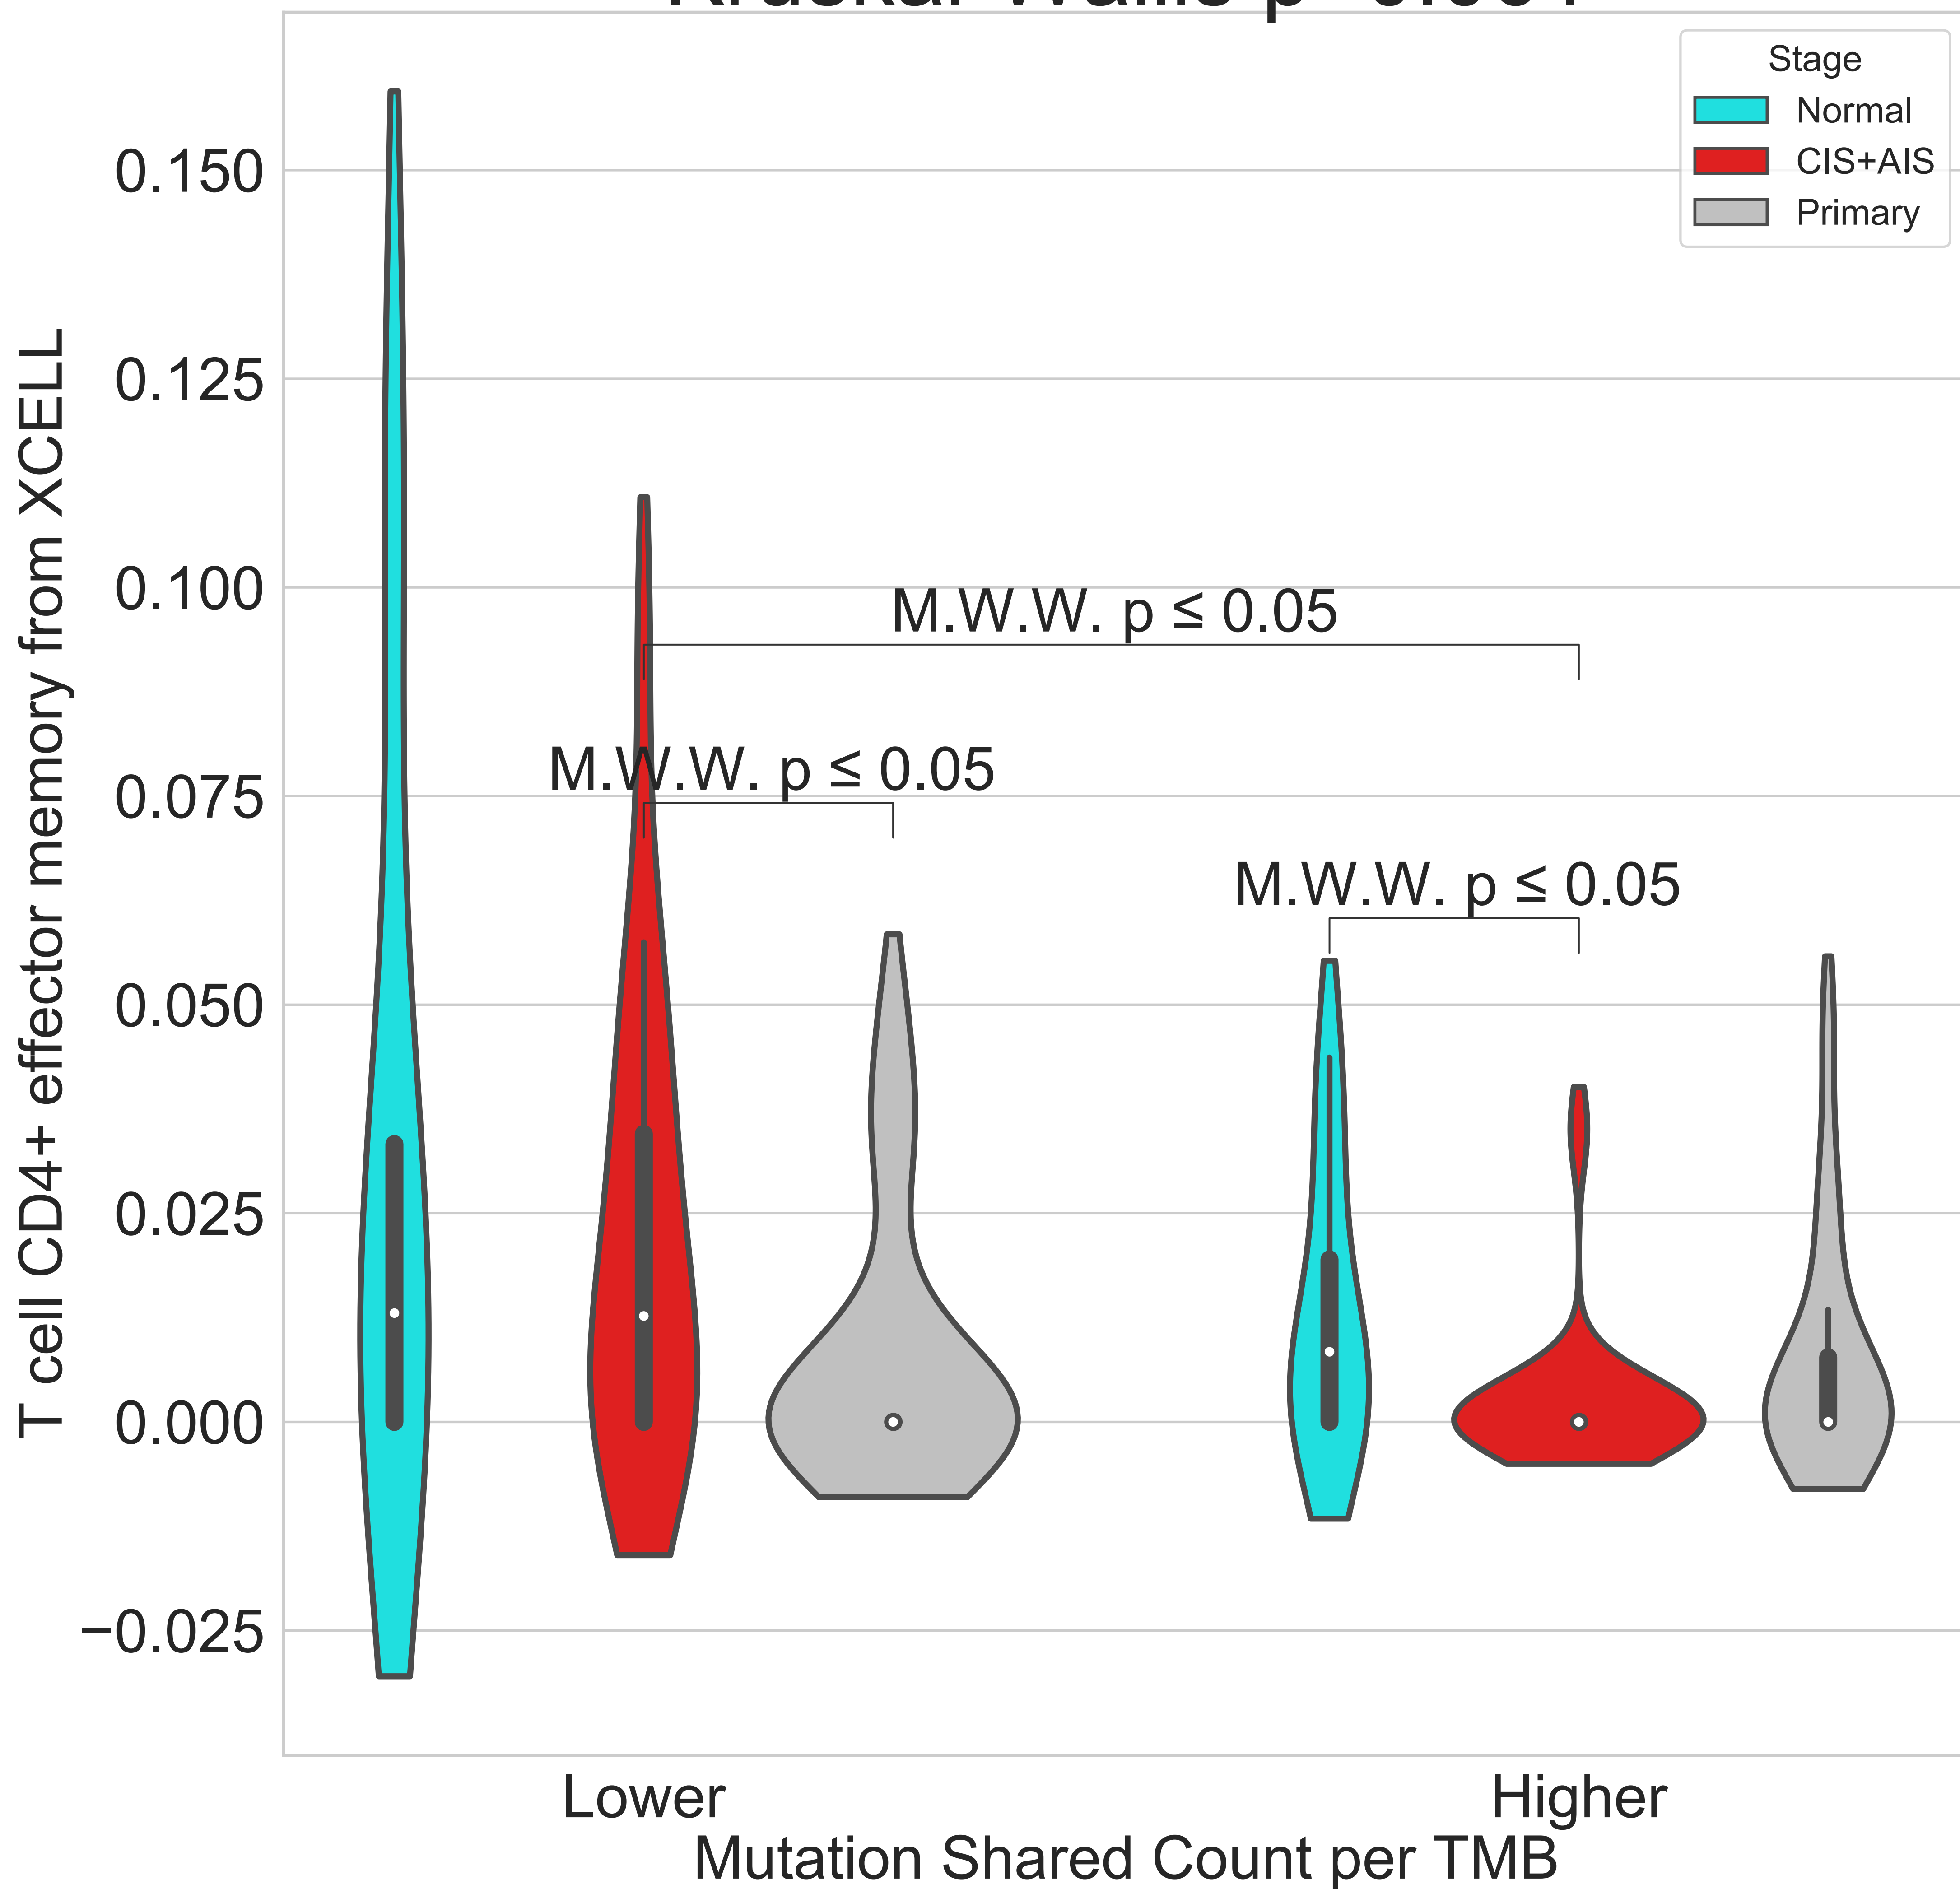 Stage
Normal
CIS+AIS
Primary
0.150
0.125
0.100
0.075
0.050
0.025
0.000
−0.025
T cell CD4+ effector memory from XCELL
M.W.W. p ≤ 0.05
M.W.W. p ≤ 0.05
M.W.W. p ≤ 0.05
Lower
Higher
Mutation Shared Count per TMB